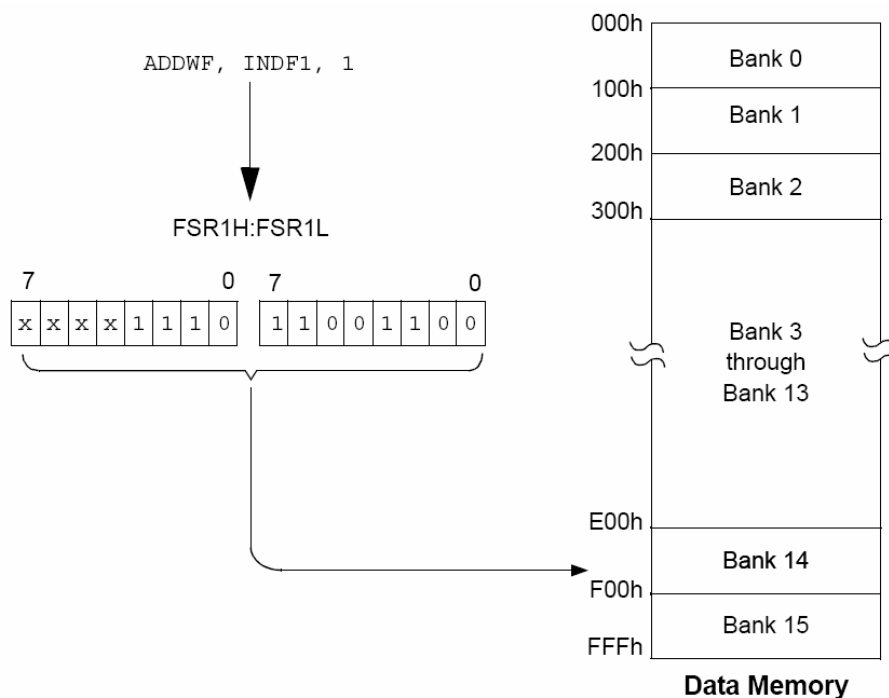 ADDWF, INDF1, 1
FSR1H:FSR1L
7 0 7 0
x x x x 1 1 1 0 1 1 0 0 1 1 0 0
000h
Bank 0
100h
Bank 1
200h
Bank 2
300h
Bank 3
through
Bank 13
E00h
Bank 14
F00h
Bank 15
FFFh
Data Memory